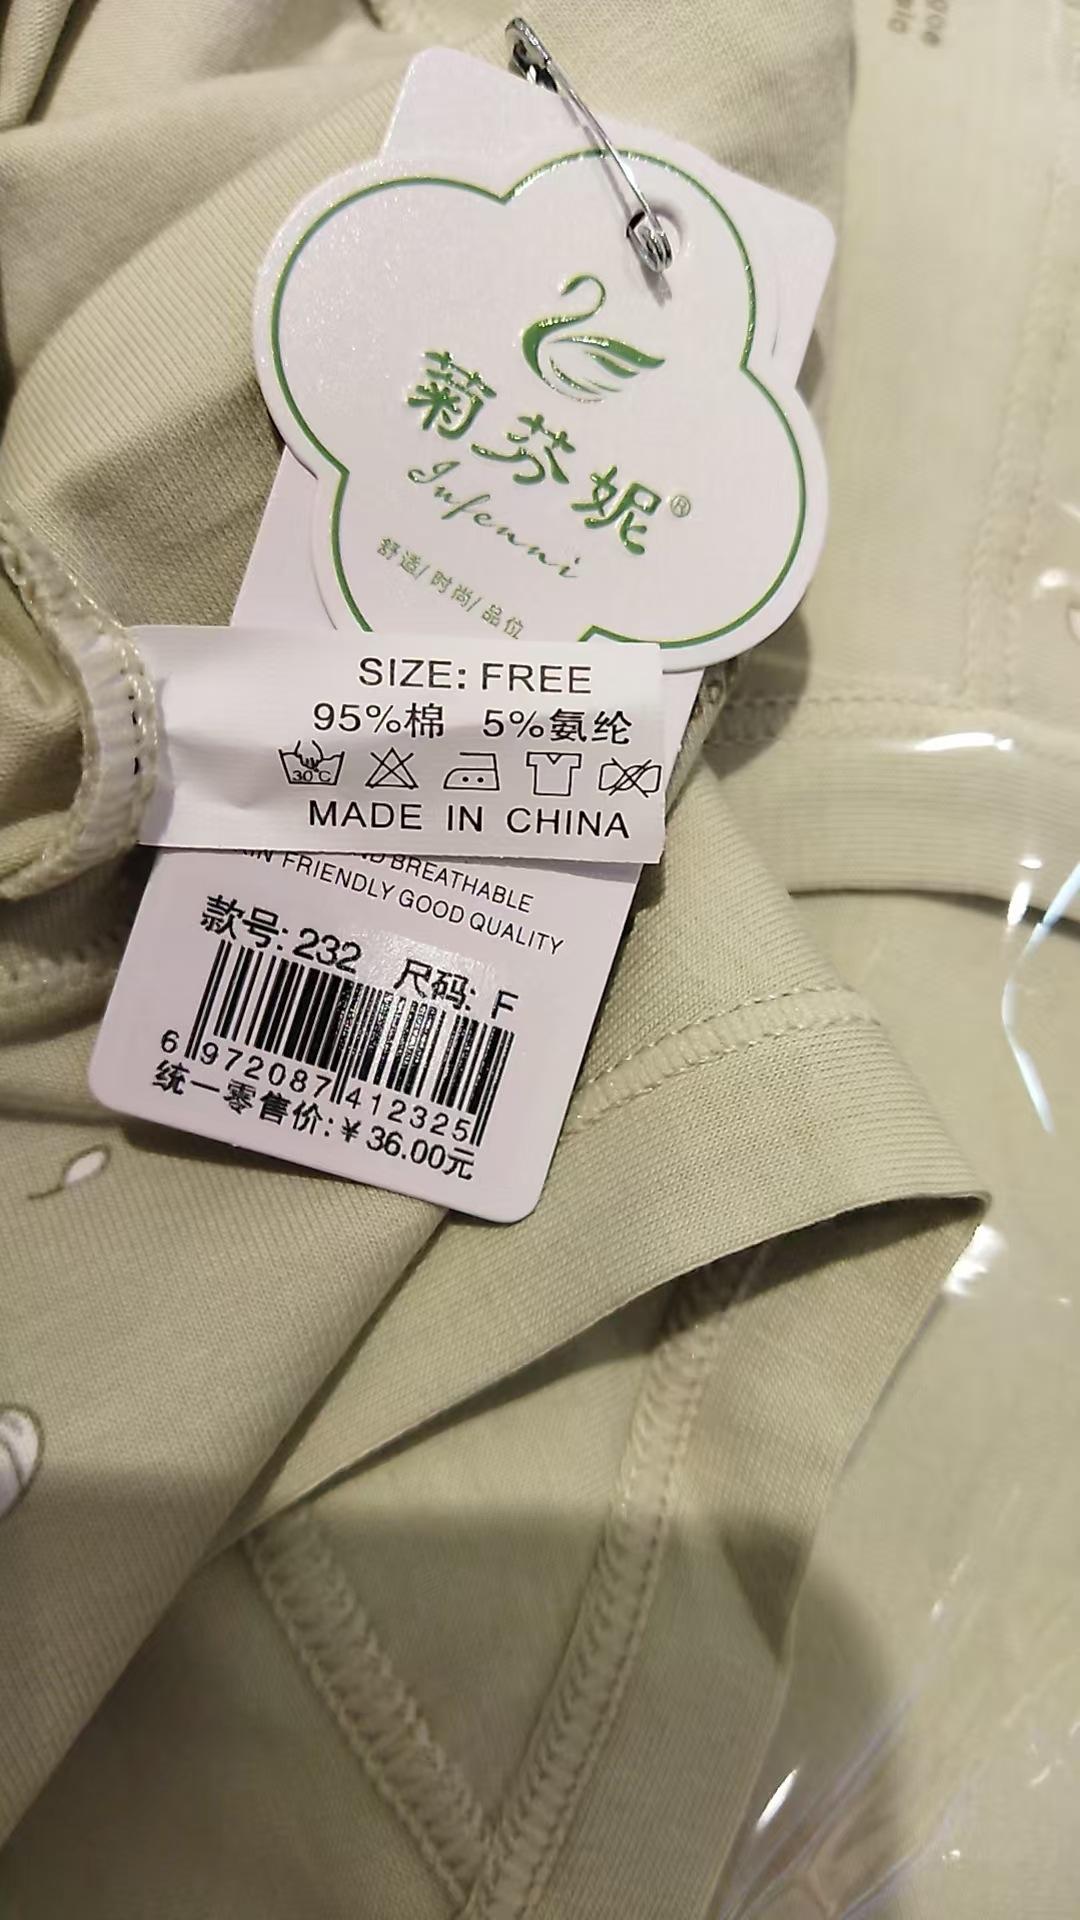 菊芬妮®
Jufenni
舒适/时尚/品位
SIZE: FREE
95%棉 5%氨纶
30°C
MADE IN CHINA
BREATHABLE
FRIENDLY GOOD QUALITY
款号: 232 尺码: F
6 972087 412325
统一零售价: ¥36.00元